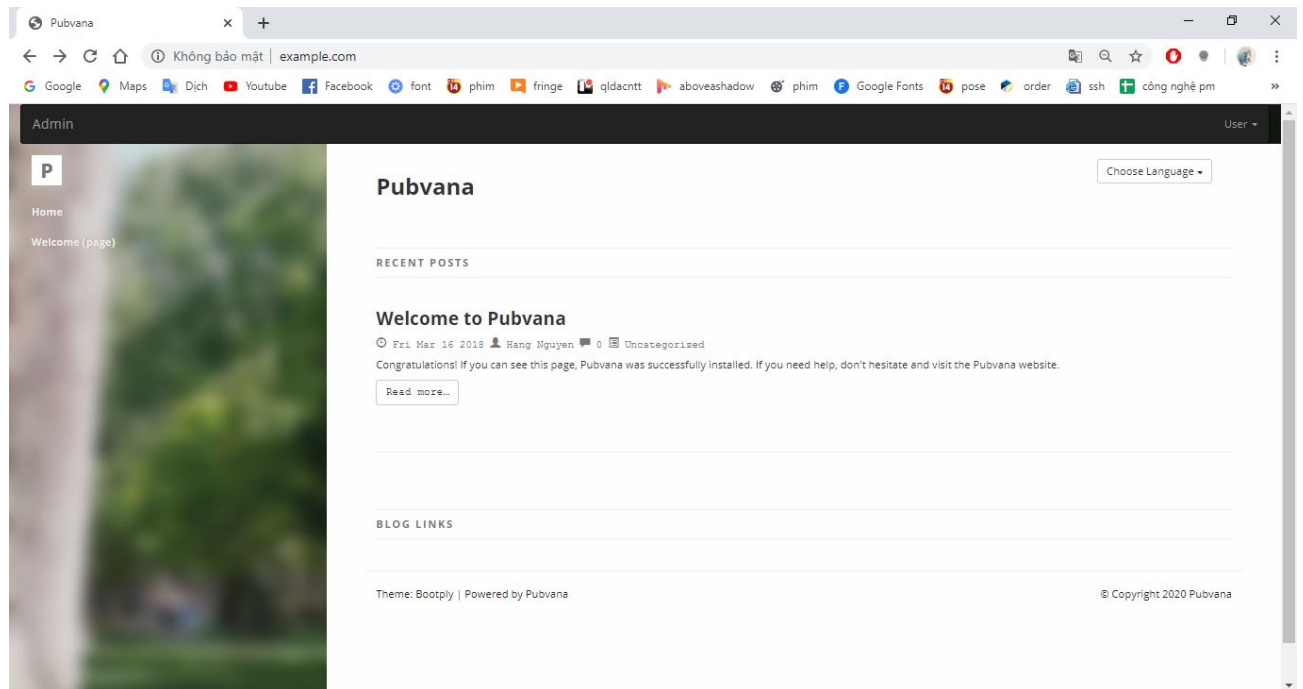 Pubvana
Không bảo mật | example.com
Google Maps Dịch Youtube Facebook font phim fringe qldacntt aboveashadow phim Google Fonts pose order ssh công nghệ pm »
Admin User
P
Choose Language
Pubvana
Home
Welcome (page)
RECENT POSTS
Welcome to Pubvana
Fri Mar 16 2018 Hang Nguyen 0 Uncategorized
Congratulations! If you can see this page, Pubvana was successfully installed. If you need help, don't hesitate and visit the Pubvana website.
Read more…
BLOG LINKS
Theme: Bootply | Powered by Pubvana © Copyright 2020 Pubvana